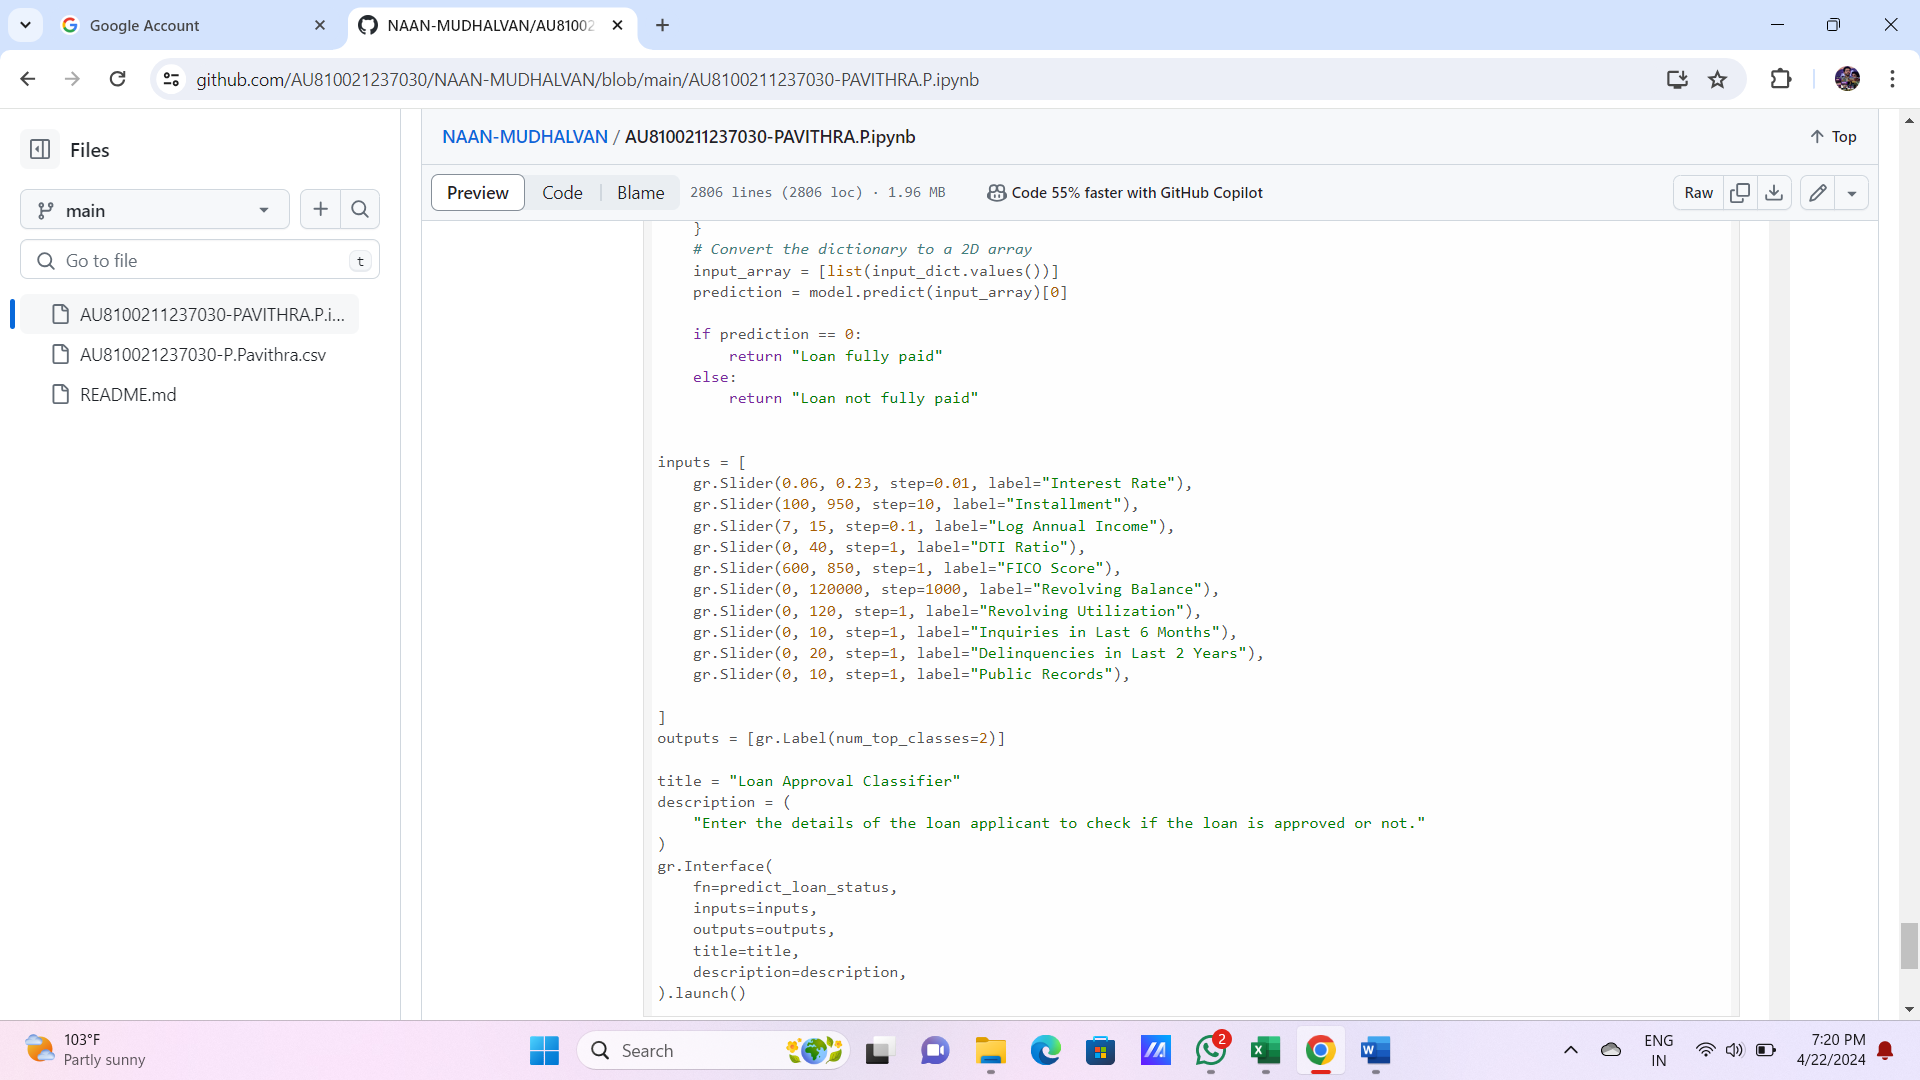 Google Account
NAAN-MUDHALVAN/AU81002
github.com/AU810021237030/NAAN-MUDHALVAN/blob/main/AU8100211237030-PAVITHRA.P.ipynb
Files
main
Go to file
t
AU8100211237030-PAVITHRA.P.i...
AU810021237030-P.Pavithra.csv
README.md
NAAN-MUDHALVAN / AU8100211237030-PAVITHRA.P.ipynb
Top
Preview Code Blame 2806 lines (2806 loc) · 1.96 MB Code 55% faster with GitHub Copilot Raw
}
# Convert the dictionary to a 2D array
input_array = [list(input_dict.values())]
prediction = model.predict(input_array)[0]
if prediction == 0:
return "Loan fully paid"
else:
return "Loan not fully paid"
inputs = [
gr.Slider(0.06, 0.23, step=0.01, label="Interest Rate"),
gr.Slider(100, 950, step=10, label="Installment"),
gr.Slider(7, 15, step=0.1, label="Log Annual Income"),
gr.Slider(0, 40, step=1, label="DTI Ratio"),
gr.Slider(600, 850, step=1, label="FICO Score"),
gr.Slider(0, 120000, step=1000, label="Revolving Balance"),
gr.Slider(0, 120, step=1, label="Revolving Utilization"),
gr.Slider(0, 10, step=1, label="Inquiries in Last 6 Months"),
gr.Slider(0, 20, step=1, label="Delinquencies in Last 2 Years"),
gr.Slider(0, 10, step=1, label="Public Records"),
]
outputs = [gr.Label(num_top_classes=2)]
title = "Loan Approval Classifier"
description = (
"Enter the details of the loan applicant to check if the loan is approved or not."
)
gr.Interface(
fn=predict_loan_status,
inputs=inputs,
outputs=outputs,
title=title,
description=description,
).launch()
103°F
Partly sunny
Search
2
ENG
IN
7:20 PM
4/22/2024